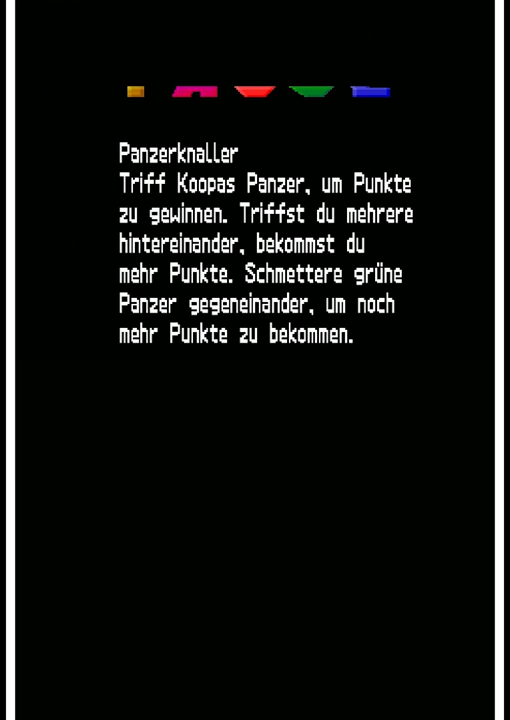 Panzerknaller
Triff Koopas Panzer, um Punkte
zu gewinnen. Triffst du mehrere
hintereinander, bekommst du
mehr Punkte. Schmettere grüne
Panzer gegeneinander, um noch
mehr Punkte zu bekommen.